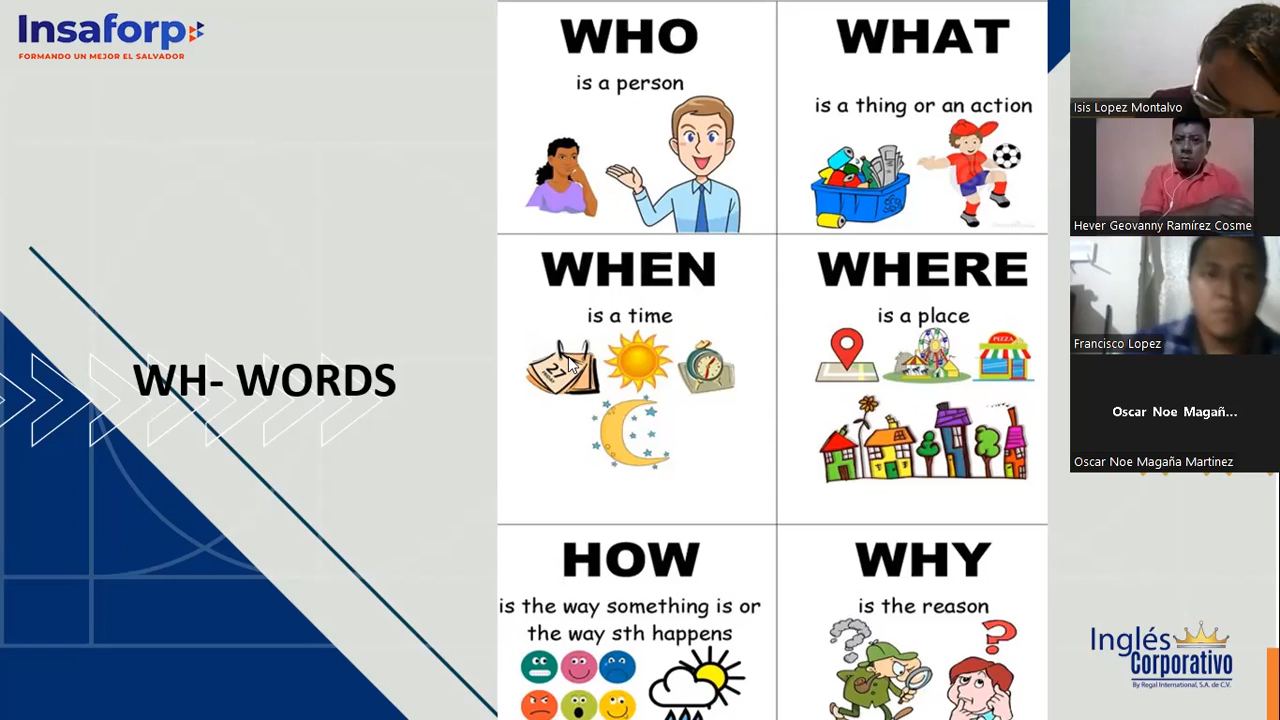 Insaforp
FORMANDO UN MEJOR EL SALVADOR
WH- WORDS
WHO
is a person
WHAT
is a thing or an action
WHEN
is a time
27
WHERE
is a place
PIZZA
HOW
is the way something is or
the way sth happens
WHY
is the reason
Isis Lopez Montalvo
Hever Geovanny Ramírez Cosme
Francisco Lopez
Oscar Noe Magañ...
Oscar Noe Magaña Martinez
Inglés
Corporativo
By Regal International, S.A. de C.V.